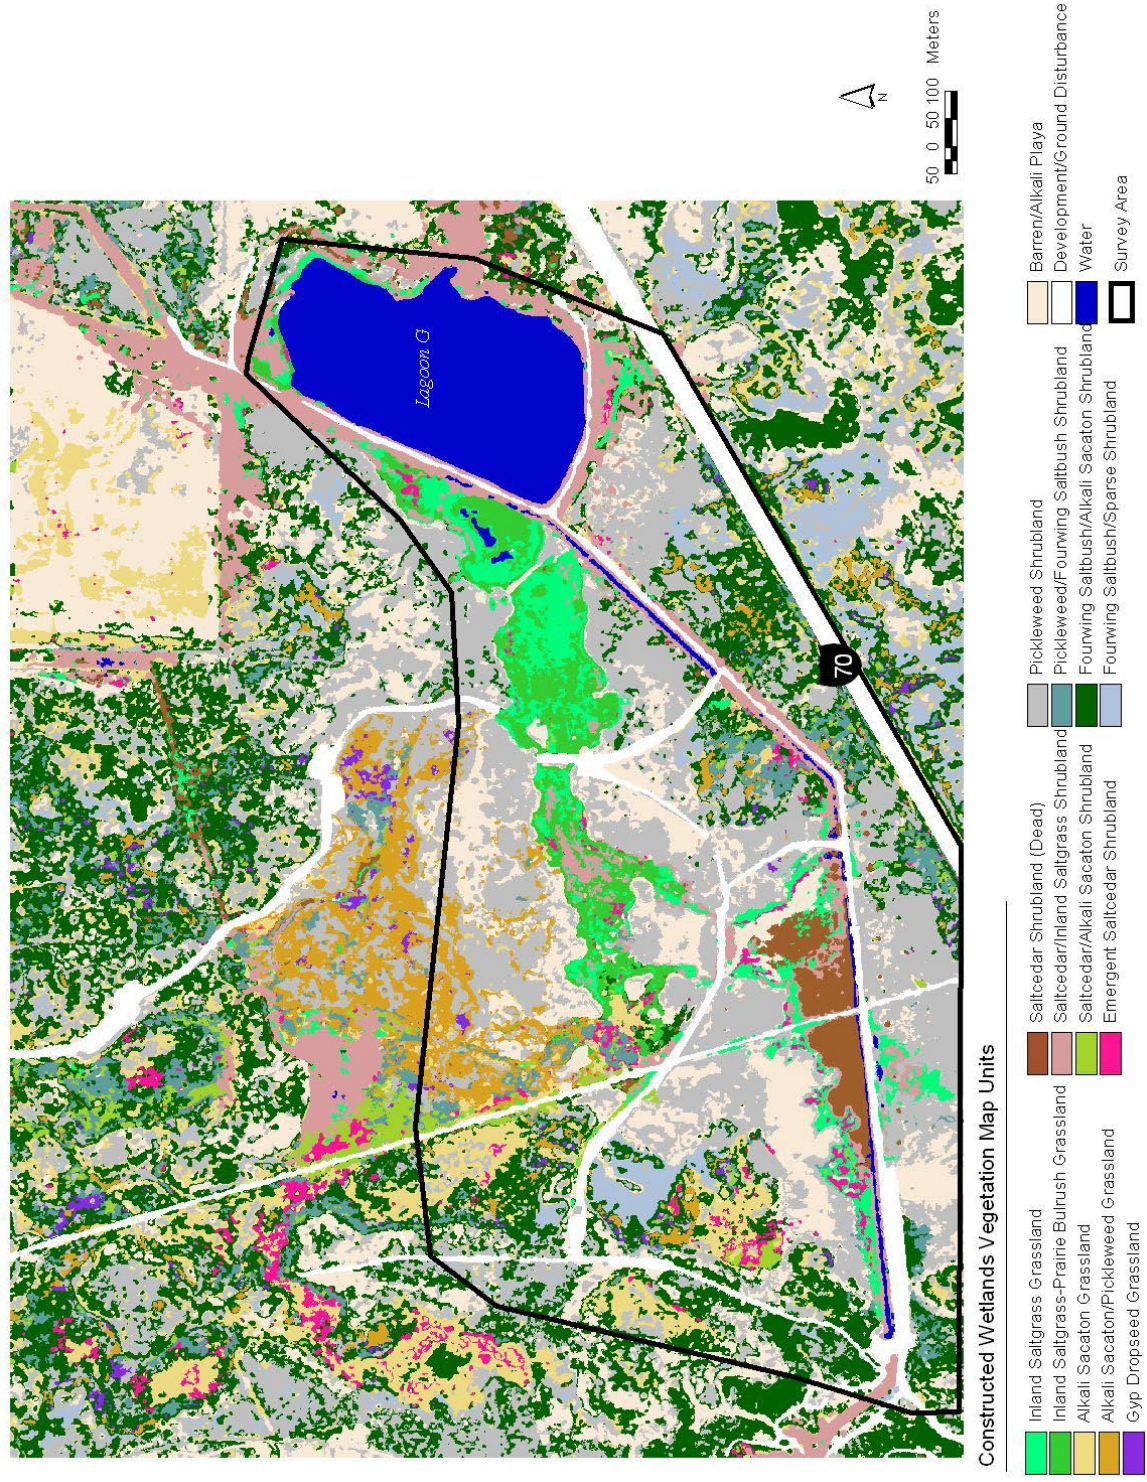 Lagoon G
70
N
50 0 50 100 Meters
Constructed Wetlands Vegetation Map Units
Inland Saltgrass Grassland
Inland Saltgrass-Prairie Bulrush Grassland
Alkali Sacaton Grassland
Alkali Sacaton/Pickleweed Grassland
Gyp Dropseed Grassland
Saltcedar Shrubland (Dead)
Saltcedar/Inland Saltgrass Shrubland
Saltcedar/Alkali Sacaton Shrubland
Emergent Saltcedar Shrubland
Pickleweed Shrubland
Pickleweed/Fourwing Saltbush Shrubland
Fourwing Saltbush/Alkali Sacaton Shrubland
Fourwing Saltbush/Sparse Shrubland
Barren/Alkali Playa
Development/Ground Disturbance
Water
Survey Area